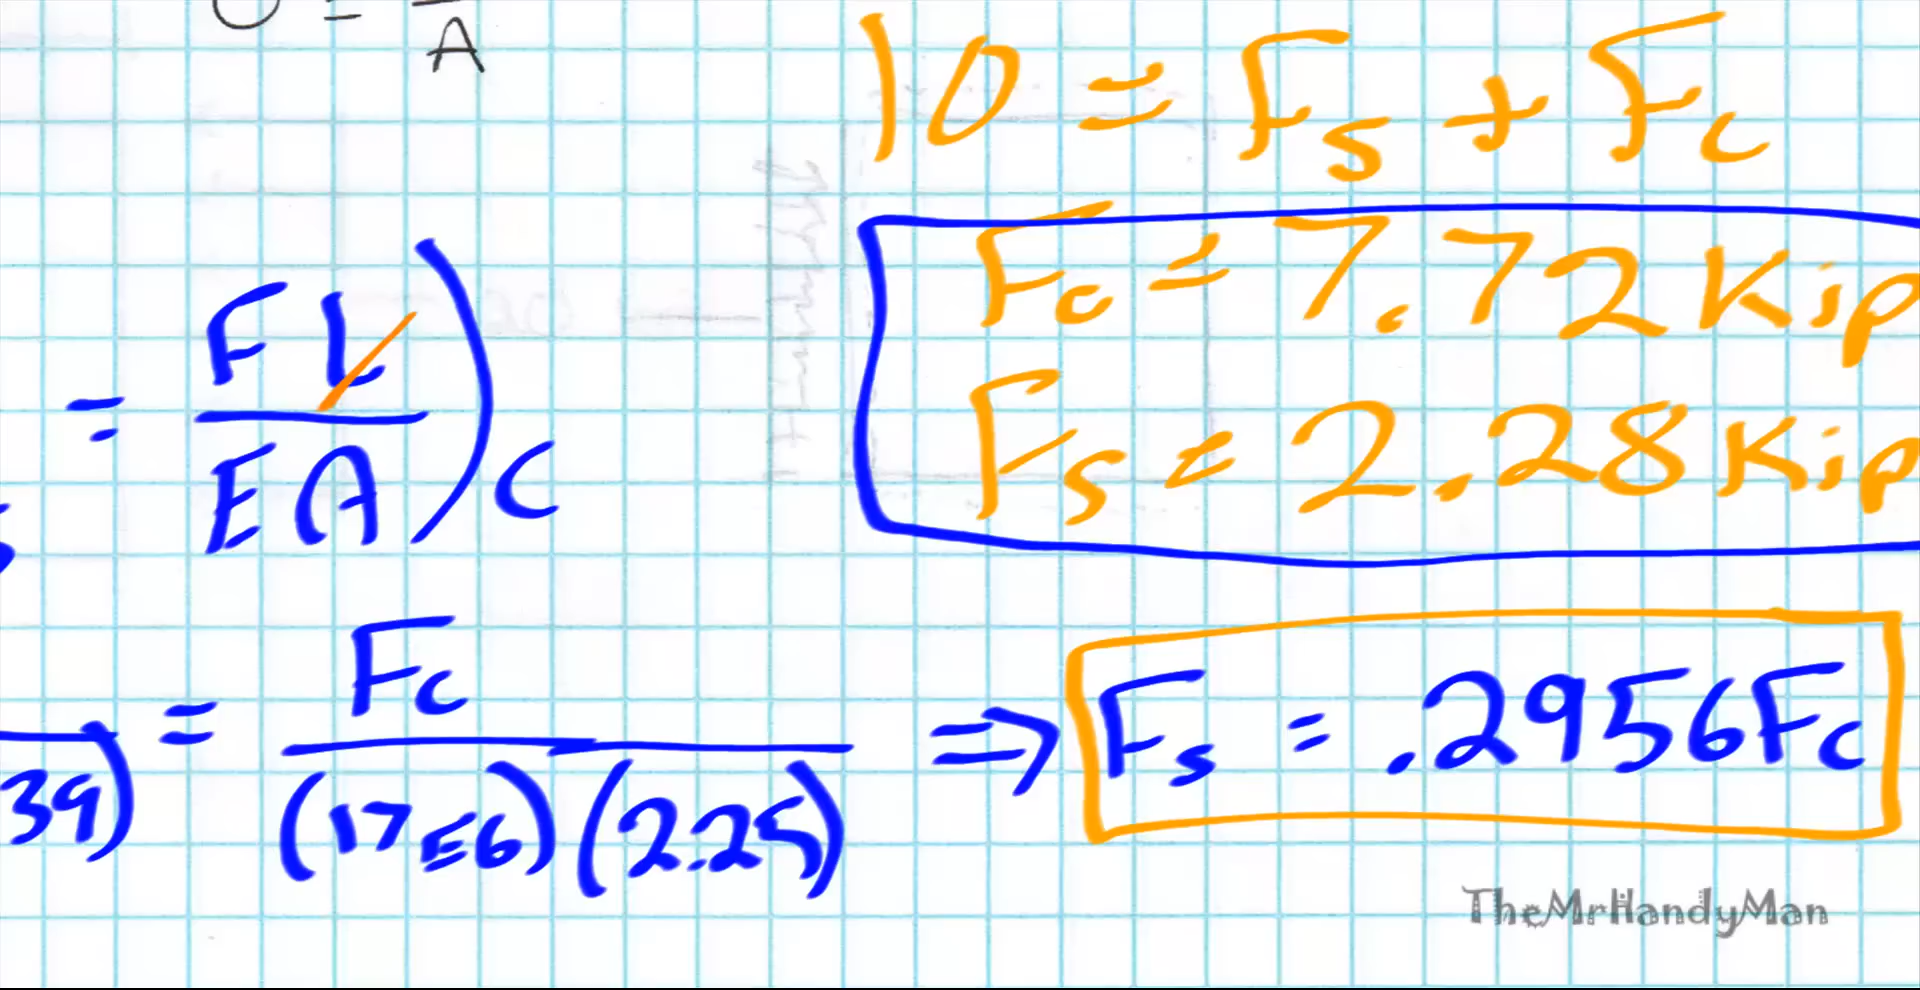 σ = / A
10 = Fs + Fc
Fc = 7.72 Kip
Fs = 2.28 Kip
= FL / EA ) c
39) = Fc / (17E6)(2.25) ⇒ Fs = .2956Fc
TheMrHandyMan